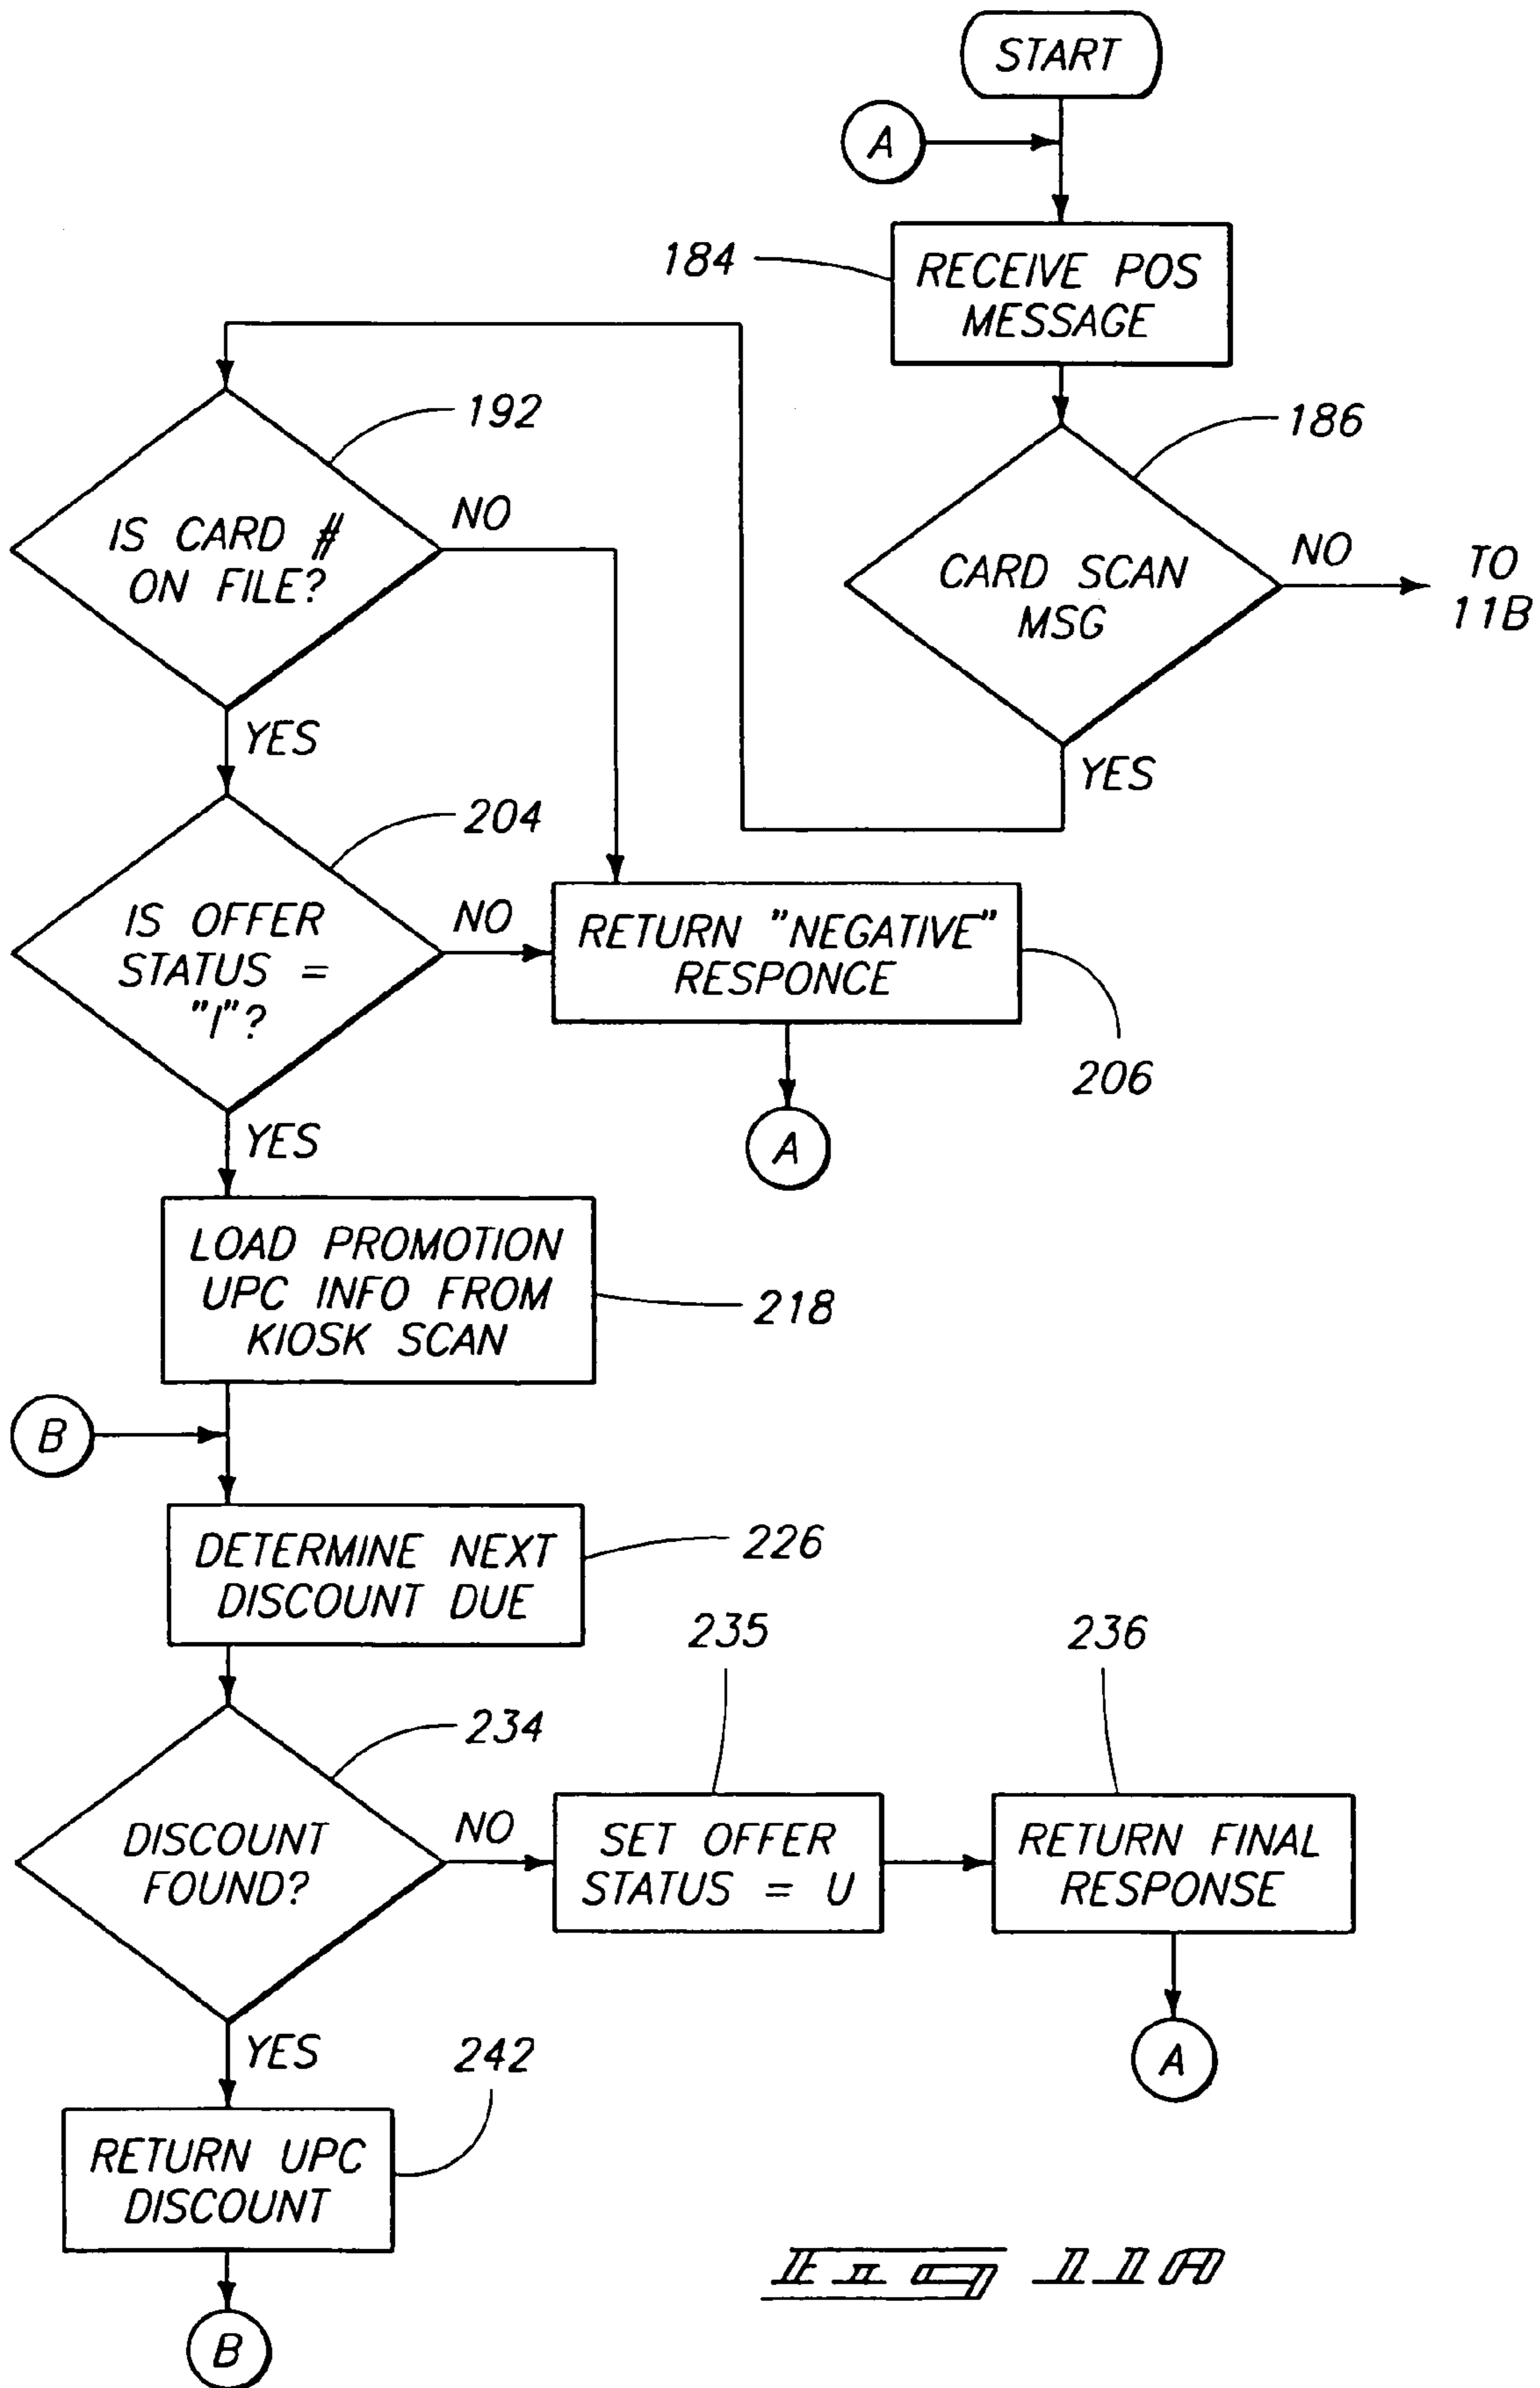 START
A
184
RECEIVE POS
MESSAGE
192
186
IS CARD #
ON FILE?
NO
CARD SCAN
MSG
NO
TO
11B
YES
YES
204
IS OFFER
STATUS =
"I"?
NO
RETURN "NEGATIVE"
RESPONCE
206
YES
A
LOAD PROMOTION
UPC INFO FROM
KIOSK SCAN
218
B
DETERMINE NEXT
DISCOUNT DUE
226
235
236
234
DISCOUNT
FOUND?
NO
SET OFFER
STATUS = U
RETURN FINAL
RESPONSE
YES
242
A
RETURN UPC
DISCOUNT
B
Fig 11A